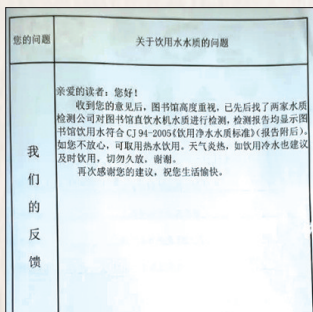 您的问题
关于饮用水水质的问题
我们的反馈
亲爱的读者：您好！
收到您的意见后，图书馆高度重视，已先后找了两家水质
检测公司对图书馆直饮水机水质进行检测，检测报告均显示图
书馆饮用水符合 CJ 94-2005《饮用净水水质标准》（报告附后）。
如您不放心，可取用热水饮用。天气炎热，如饮用冷水也建议
及时饮用，切勿久放。谢谢。
再次感谢您的建议，祝您生活愉快。